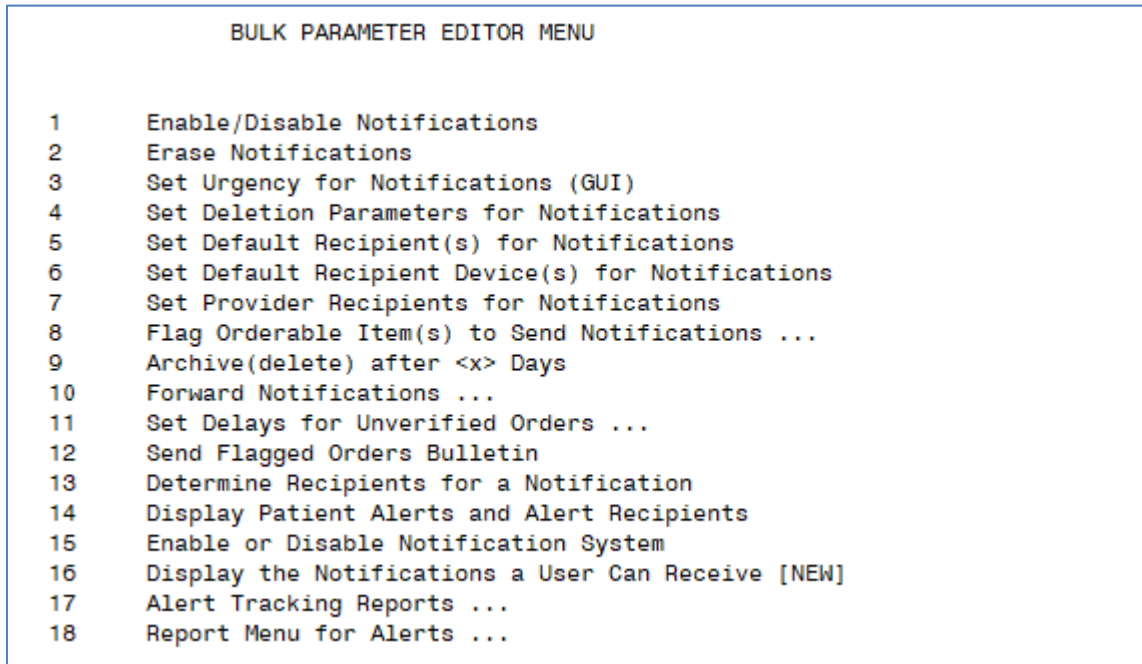 BULK PARAMETER EDITOR MENU
1 Enable/Disable Notifications
2 Erase Notifications
3 Set Urgency for Notifications (GUI)
4 Set Deletion Parameters for Notifications
5 Set Default Recipient(s) for Notifications
6 Set Default Recipient Device(s) for Notifications
7 Set Provider Recipients for Notifications
8 Flag Orderable Item(s) to Send Notifications ...
9 Archive(delete) after <x> Days
10 Forward Notifications ...
11 Set Delays for Unverified Orders ...
12 Send Flagged Orders Bulletin
13 Determine Recipients for a Notification
14 Display Patient Alerts and Alert Recipients
15 Enable or Disable Notification System
16 Display the Notifications a User Can Receive [NEW]
17 Alert Tracking Reports ...
18 Report Menu for Alerts ...